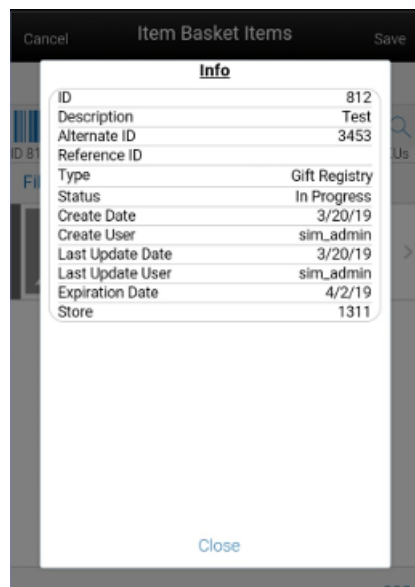 Cancel Item Basket Items Save
Info
ID 812
Description Test
Alternate ID 3453
Reference ID
Type Gift Registry
Status In Progress
Create Date 3/20/19
Create User sim_admin
Last Update Date 3/20/19
Last Update User sim_admin
Expiration Date 4/2/19
Store 1311
Close